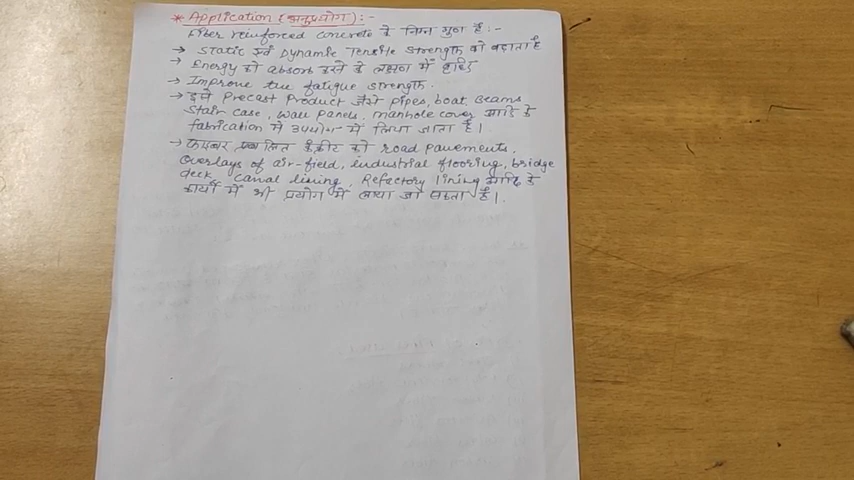 * Application (अनुप्रयोग):-
Fiber reinforced concrete के निम्न गुण हैं:-
→ Static एवं Dynamic Tensile Strength को बढ़ाता है
→ Energy को absorb करने के लक्षण में वृद्धि
→ Improve the fatigue strength.
→ इसे Precast Product जैसे pipes, boat, Beams
Stair case, wall panels, manhole cover आदि के
fabrication में उपयोग में लिया जाता है।
→ फाइबर कंक्रीट को road pavements,
Overlays of air-field, industrial flooring, bridge
deck, Canal lining, Refactory lining आदि के
कार्यों में भी प्रयोग में लाया जा सकता है।